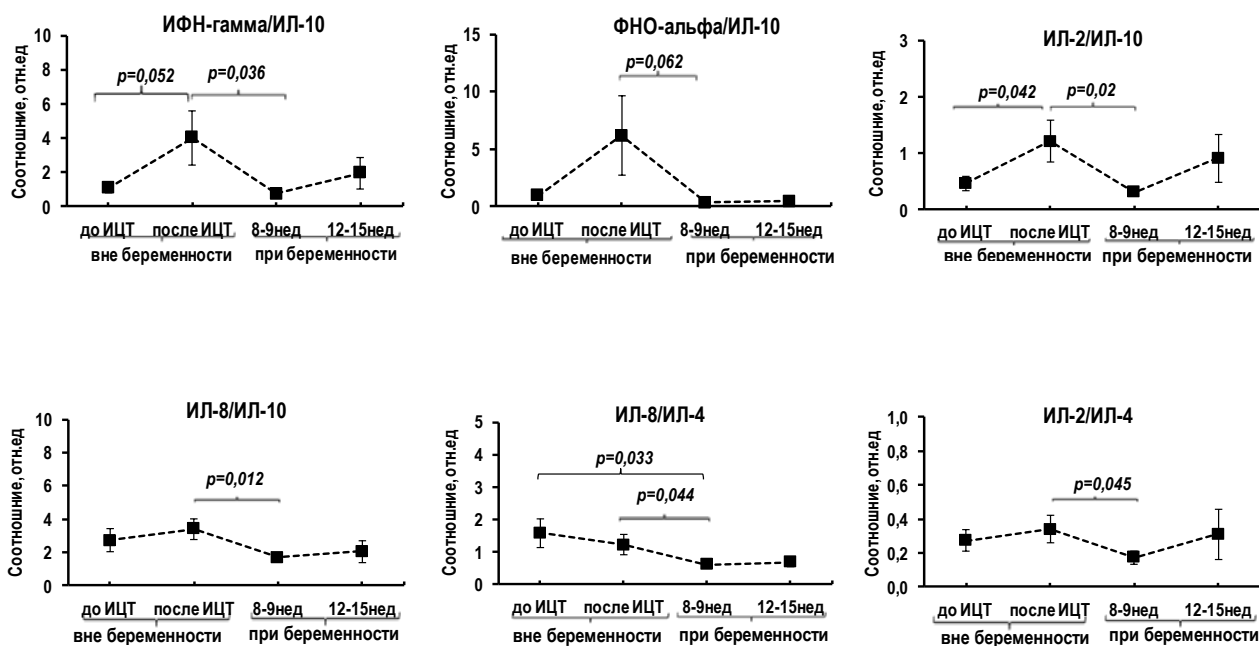 ИФН-гамма/ИЛ-10
Соотношние, отн.ед
10
8
6
4
2
0
p=0,052
p=0,036
до ИЦТ после ИЦТ 8-9нед 12-15нед
вне беременности при беременности
ФНО-альфа/ИЛ-10
Соотношние, отн.ед
15
10
5
0
p=0,062
до ИЦТ после ИЦТ 8-9нед 12-15нед
вне беременности при беременности
ИЛ-2/ИЛ-10
Соотношние, отн.ед
3
2
1
0
p=0,042
p=0,02
до ИЦТ после ИЦТ 8-9нед 12-15нед
вне беременности при беременности
ИЛ-8/ИЛ-10
Соотношние, отн.ед
10
8
6
4
2
0
p=0,012
до ИЦТ после ИЦТ 8-9нед 12-15нед
вне беременности при беременности
ИЛ-8/ИЛ-4
Соотношние, отн.ед
5
4
3
2
1
0
p=0,033
p=0,044
до ИЦТ после ИЦТ 8-9нед 12-15нед
вне беременности при беременности
ИЛ-2/ИЛ-4
Соотношние, отн.ед
1,0
0,8
0,6
0,4
0,2
0,0
p=0,045
до ИЦТ после ИЦТ 8-9нед 12-15нед
вне беременности при беременности